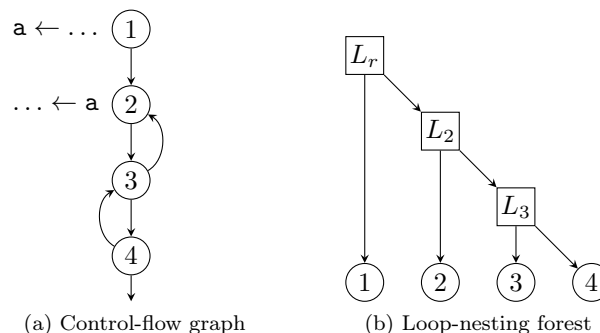 a ← ...
1
... ← a
2
3
4
(a) Control-flow graph
L_r
L_2
L_3
1 2 3 4
(b) Loop-nesting forest